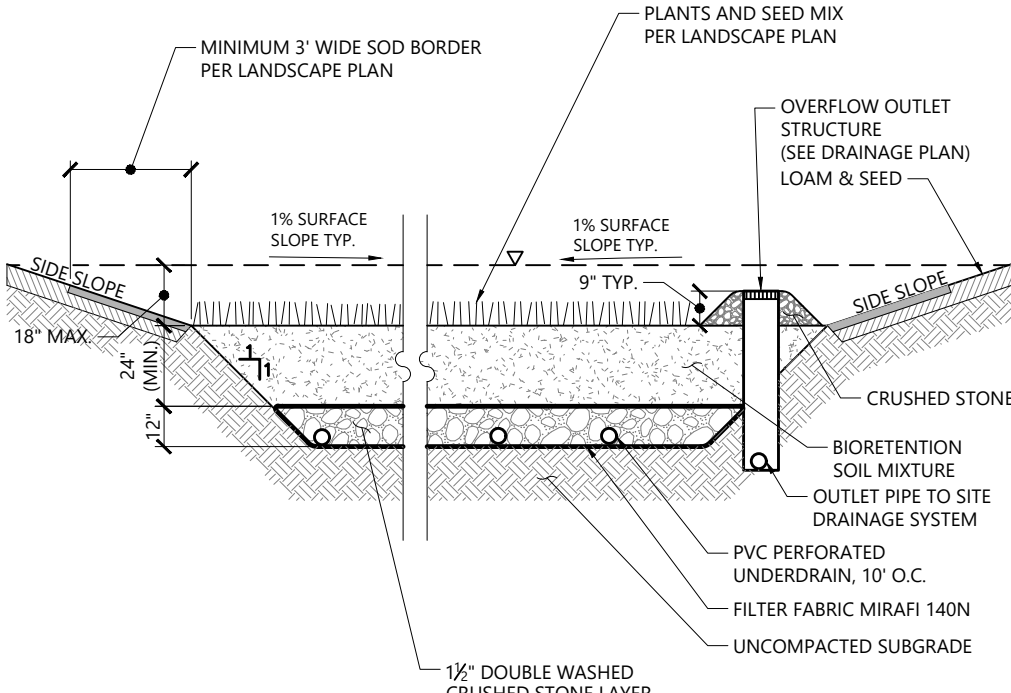 PLANTS AND SEED MIX
PER LANDSCAPE PLAN
MINIMUM 3' WIDE SOD BORDER
PER LANDSCAPE PLAN
OVERFLOW OUTLET
STRUCTURE
(SEE DRAINAGE PLAN)
LOAM & SEED
1% SURFACE
SLOPE TYP.
1% SURFACE
SLOPE TYP.
9" TYP.
SIDE SLOPE
SIDE SLOPE
18" MAX.
24"
(MIN.)
1
1
12"
CRUSHED STONE
BIORETENTION
SOIL MIXTURE
OUTLET PIPE TO SITE
DRAINAGE SYSTEM
PVC PERFORATED
UNDERDRAIN, 10' O.C.
FILTER FABRIC MIRAFI 140N
UNCOMPACTED SUBGRADE
1½" DOUBLE WASHED
CRUSHED STONE LAYER